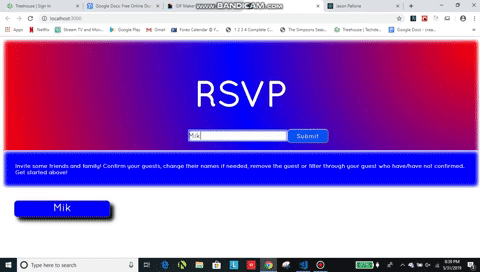 Treehouse | Sign In
Google Docs: Free Online Do
GIF Maker
www.BANDICAM.com
Jason Pallone
localhost:3000
Apps
Netflix
Stream TV and Mov
Google Play
Gmail
Forex Calendar @ F
1 2 3 4 Complete C
The Simpsons Seas
Treehouse | Techde
Google Docs - crea
RSVP
Mik
Submit
Invite some friends and family! Confirm your guests, change their names if needed, remove the guest or filter through your guest who have/have not confirmed.
Get started above!
Mik
Type here to search
8:39 PM
5/31/2019